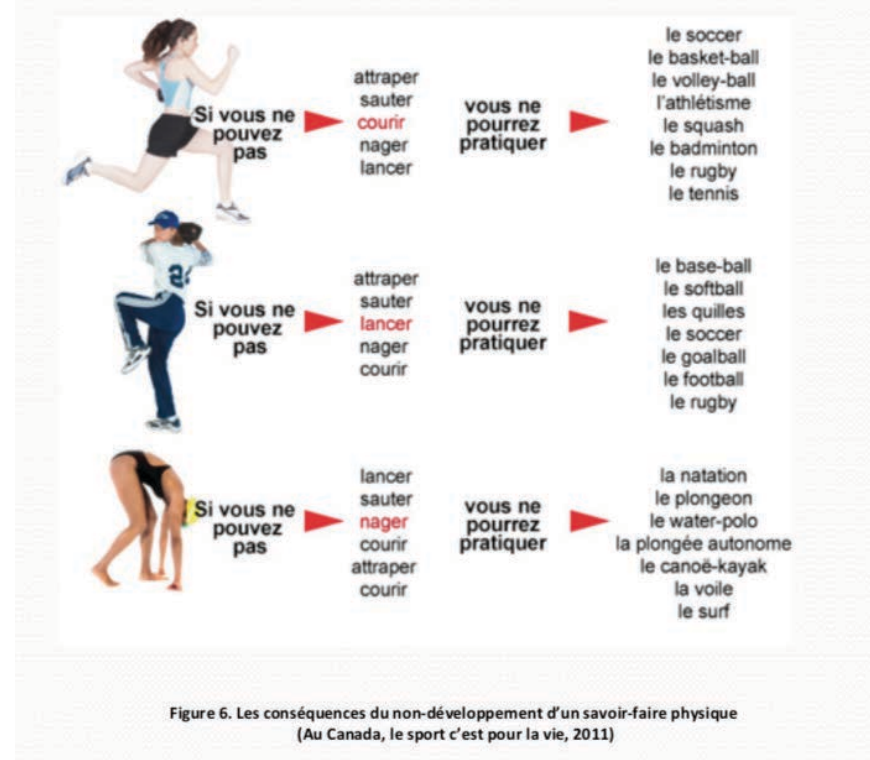 Si vous ne
pouvez
pas
attraper
sauter
courir
nager
lancer
vous ne
pourrez
pratiquer
le soccer
le basket-ball
le volley-ball
l'athlétisme
le squash
le badminton
le rugby
le tennis
Si vous ne
pouvez
pas
attraper
sauter
lancer
nager
courir
vous ne
pourrez
pratiquer
le base-ball
le softball
les quilles
le soccer
le goalball
le football
le rugby
Si vous ne
pouvez
pas
lancer
sauter
nager
courir
attraper
courir
vous ne
pourrez
pratiquer
la natation
le plongeon
le water-polo
la plongée autonome
le canoë-kayak
la voile
le surf
Figure 6. Les conséquences du non-développement d'un savoir-faire physique
(Au Canada, le sport c'est pour la vie, 2011)